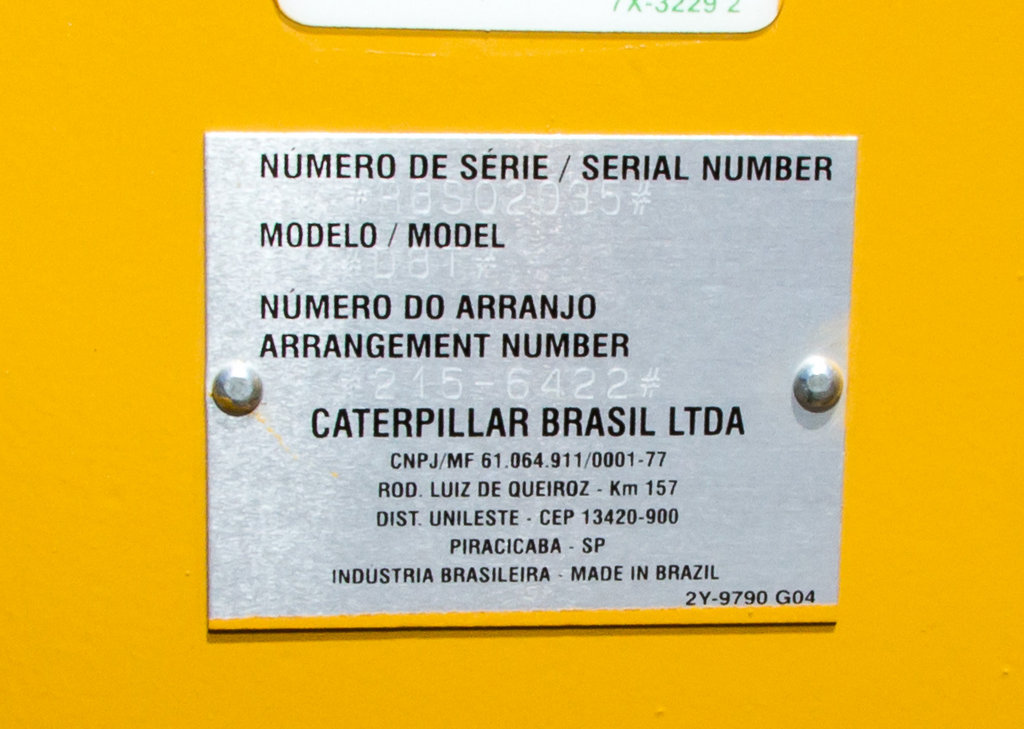 7X-3229 2
NÚMERO DE SÉRIE / SERIAL NUMBER
MODELO / MODEL
NÚMERO DO ARRANJO
ARRANGEMENT NUMBER
*215-6422*
CATERPILLAR BRASIL LTDA
CNPJ/MF 61.064.911/0001-77
ROD. LUIZ DE QUEIROZ - Km 157
DIST. UNILESTE - CEP 13420-900
PIRACICABA - SP
INDUSTRIA BRASILEIRA - MADE IN BRAZIL
2Y-9790 G04